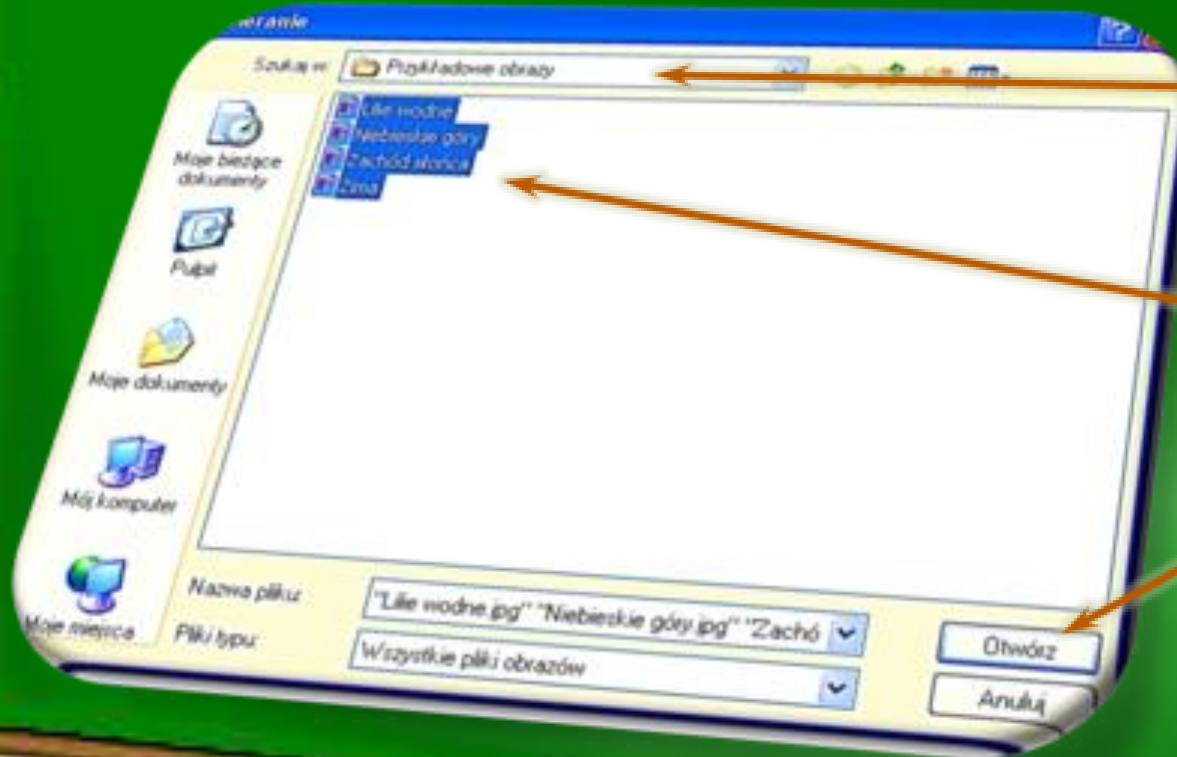 eranie
Szukaj w: Przykładowe obrazy
Lilie wodne
Niebieskie góry
Zachód słońca
Zima
Moje bieżące
dokumenty
Pulpit
Moje dokumenty
Mój komputer
Moje miejsca
Nazwa pliku: "Lilie wodne.jpg" "Niebieskie góry.jpg" "Zachó
Pliki typu: Wszystkie pliki obrazów
Otwórz
Anuluj